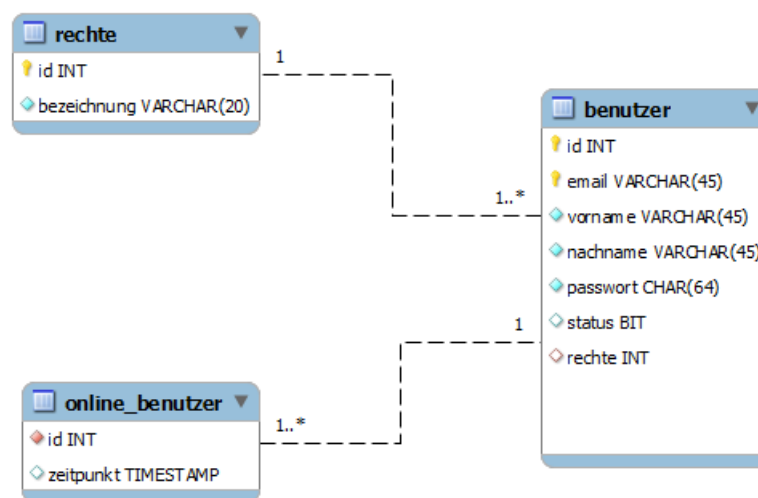 rechte
id INT
bezeichnung VARCHAR(20)
1
1..*
benutzer
id INT
email VARCHAR(45)
vorname VARCHAR(45)
nachname VARCHAR(45)
passwort CHAR(64)
status BIT
rechte INT
1
1..*
online_benutzer
id INT
zeitpunkt TIMESTAMP